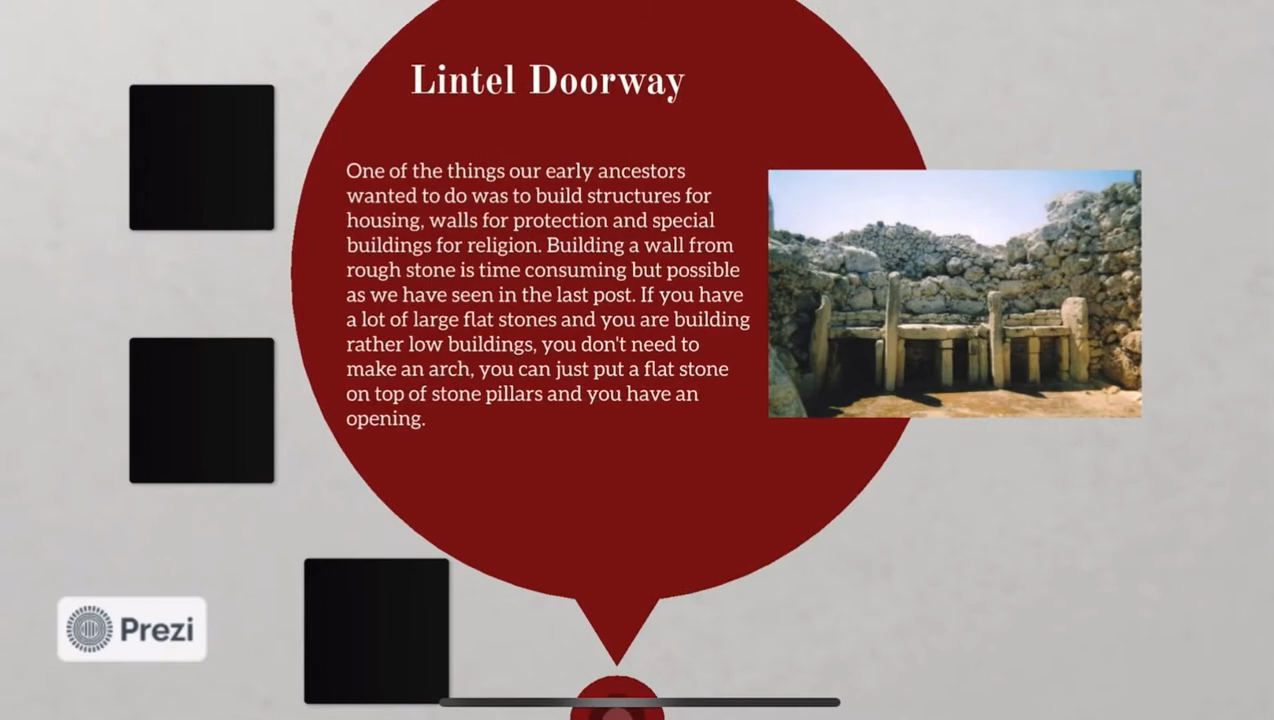 Lintel Doorway
One of the things our early ancestors
wanted to do was to build structures for
housing, walls for protection and special
buildings for religion. Building a wall from
rough stone is time consuming but possible
as we have seen in the last post. If you have
a lot of large flat stones and you are building
rather low buildings, you don't need to
make an arch, you can just put a flat stone
on top of stone pillars and you have an
opening.
Prezi